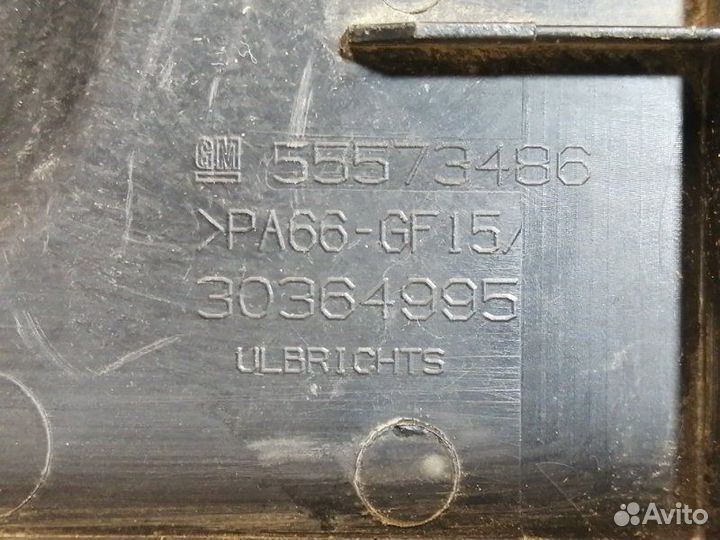 GM 55573486
>PA66-GF15/
30364995
ULBRICHTS
Avito